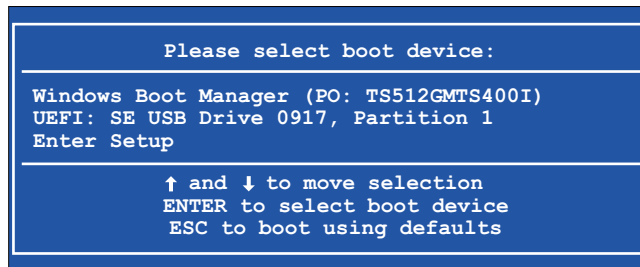 Please select boot device:
Windows Boot Manager (PO: TS512GMTS400I)
UEFI: SE USB Drive 0917, Partition 1
Enter Setup
↑ and ↓ to move selection
ENTER to select boot device
ESC to boot using defaults